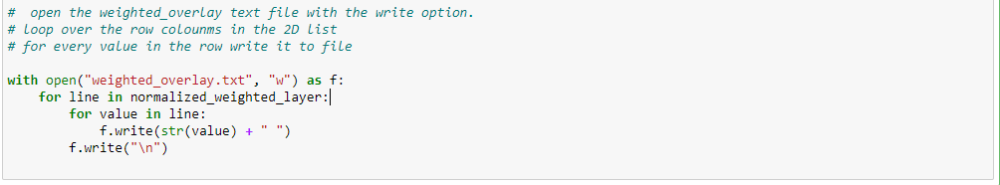 #  open the weighted_overlay text file with the write option.
# Loop over the row colounms in the 2D list
# for every value in the row write it to file
with open("weighted_overlay.txt", "w") as f:
    for line in normalized_weighted_layer:
        for value in line:
            f.write(str(value) + " ")
        f.write("\n")